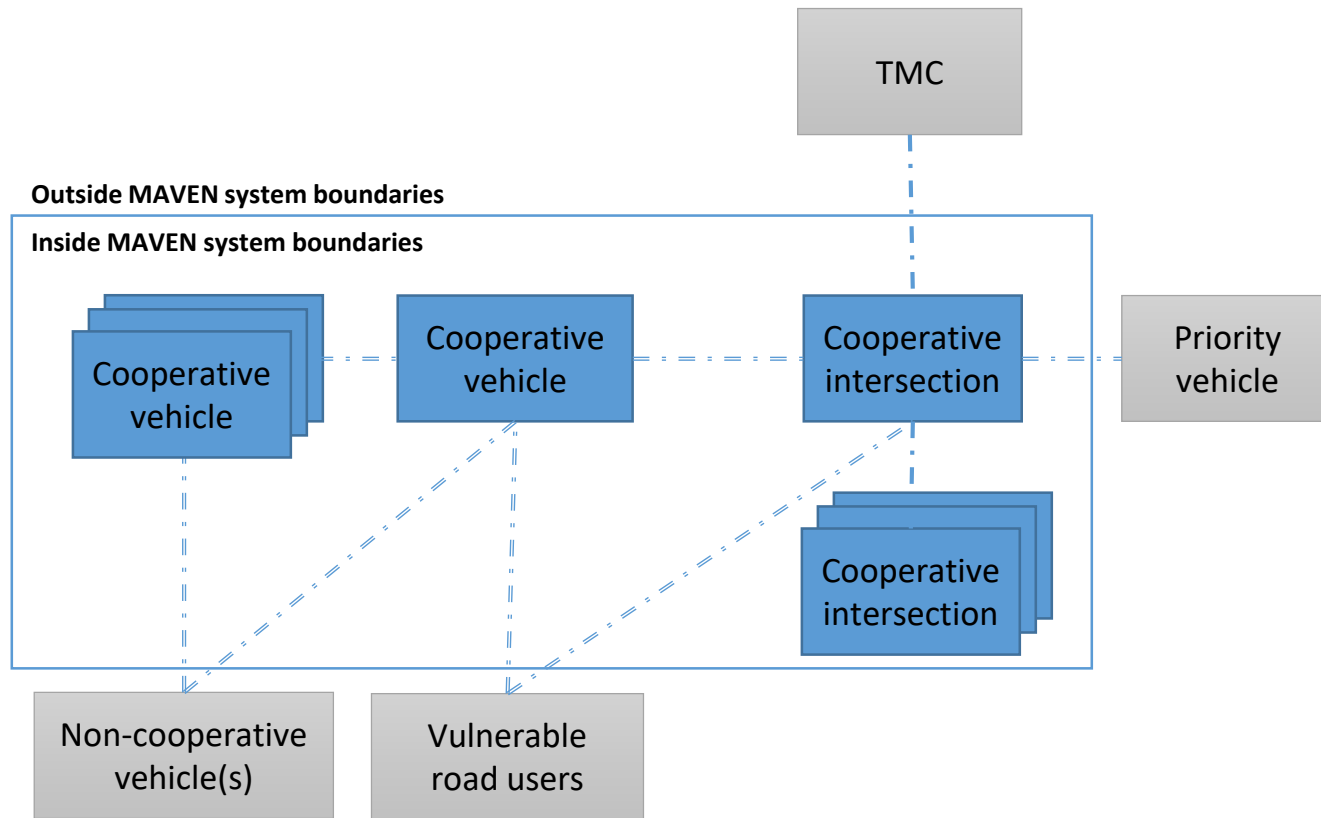 TMC
Outside MAVEN system boundaries
Inside MAVEN system boundaries
Cooperative
vehicle
Cooperative
vehicle
Cooperative
intersection
Priority
vehicle
Cooperative
intersection
Non-cooperative
vehicle(s)
Vulnerable
road users